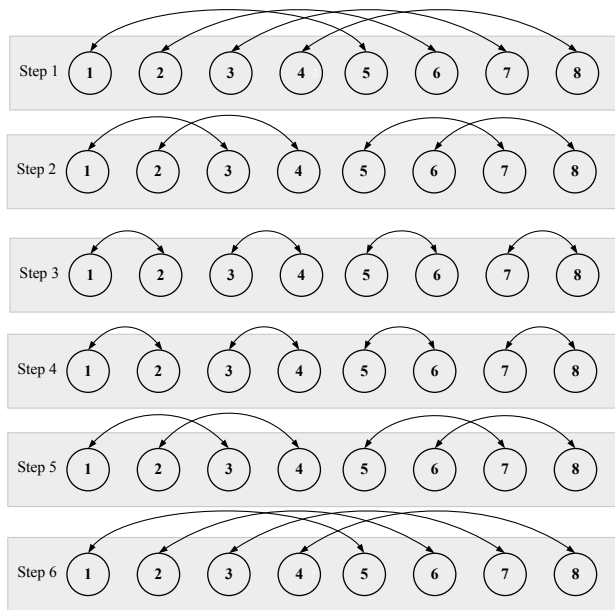 Step 1 1 2 3 4 5 6 7 8
Step 2 1 2 3 4 5 6 7 8
Step 3 1 2 3 4 5 6 7 8
Step 4 1 2 3 4 5 6 7 8
Step 5 1 2 3 4 5 6 7 8
Step 6 1 2 3 4 5 6 7 8